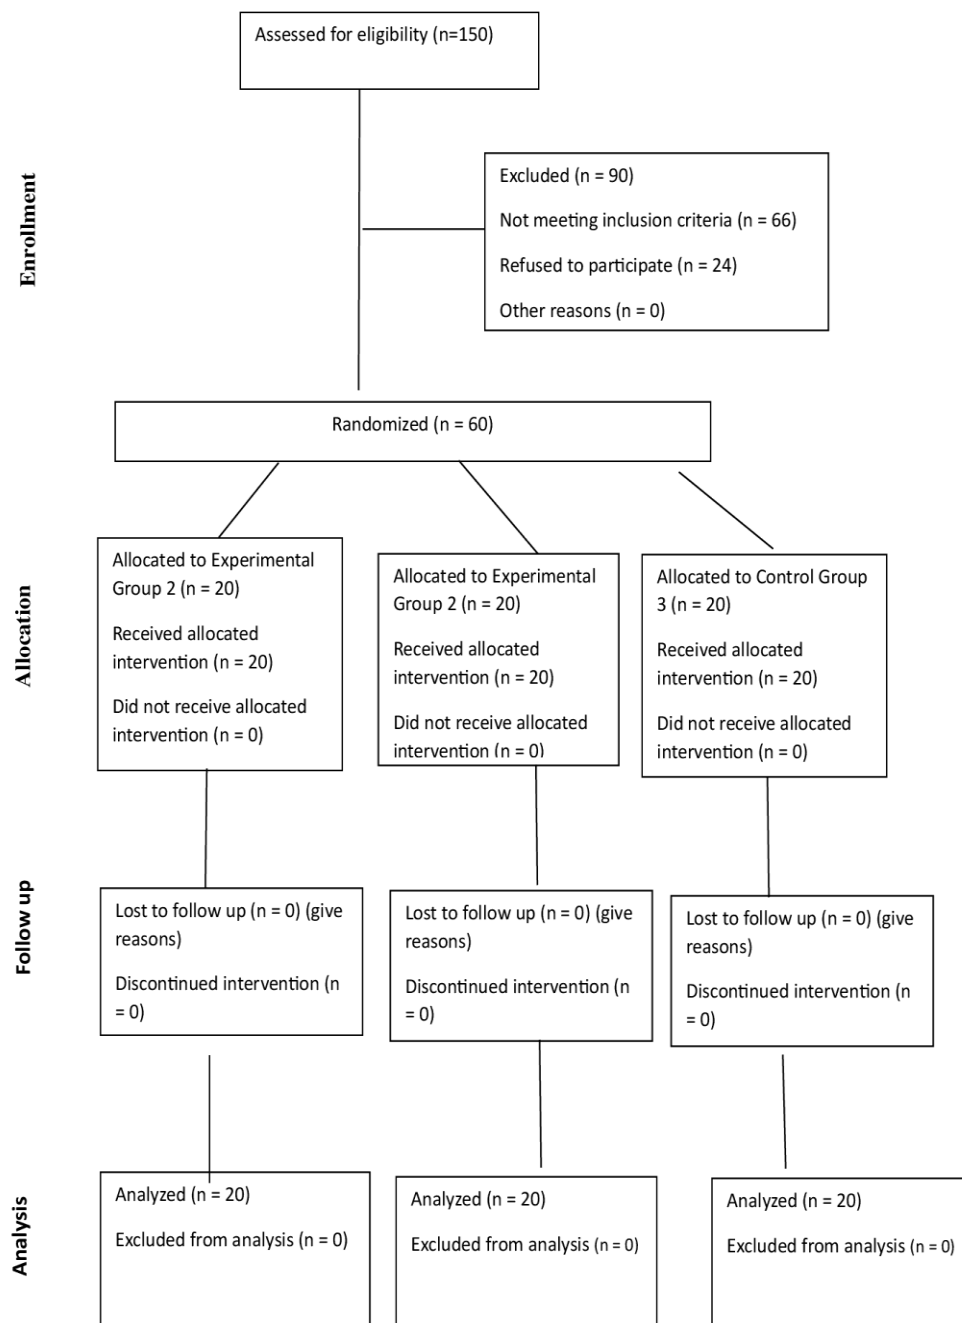 Assessed for eligibility (n=150)
Enrollment
Excluded (n = 90)
Not meeting inclusion criteria (n = 66)
Refused to participate (n = 24)
Other reasons (n = 0)
Randomized (n = 60)
Allocation
Allocated to Experimental
Group 2 (n = 20)
Received allocated
intervention (n = 20)
Did not receive allocated
intervention (n = 0)
Allocated to Experimental
Group 2 (n = 20)
Received allocated
intervention (n = 20)
Did not receive allocated
intervention (n = 0)
Allocated to Control Group
3 (n = 20)
Received allocated
intervention (n = 20)
Did not receive allocated
intervention (n = 0)
Follow up
Lost to follow up (n = 0) (give
reasons)
Discontinued intervention (n
= 0)
Lost to follow up (n = 0) (give
reasons)
Discontinued intervention (n
= 0)
Lost to follow up (n = 0) (give
reasons)
Discontinued intervention (n
= 0)
Analysis
Analyzed (n = 20)
Excluded from analysis (n = 0)
Analyzed (n = 20)
Excluded from analysis (n = 0)
Analyzed (n = 20)
Excluded from analysis (n = 0)